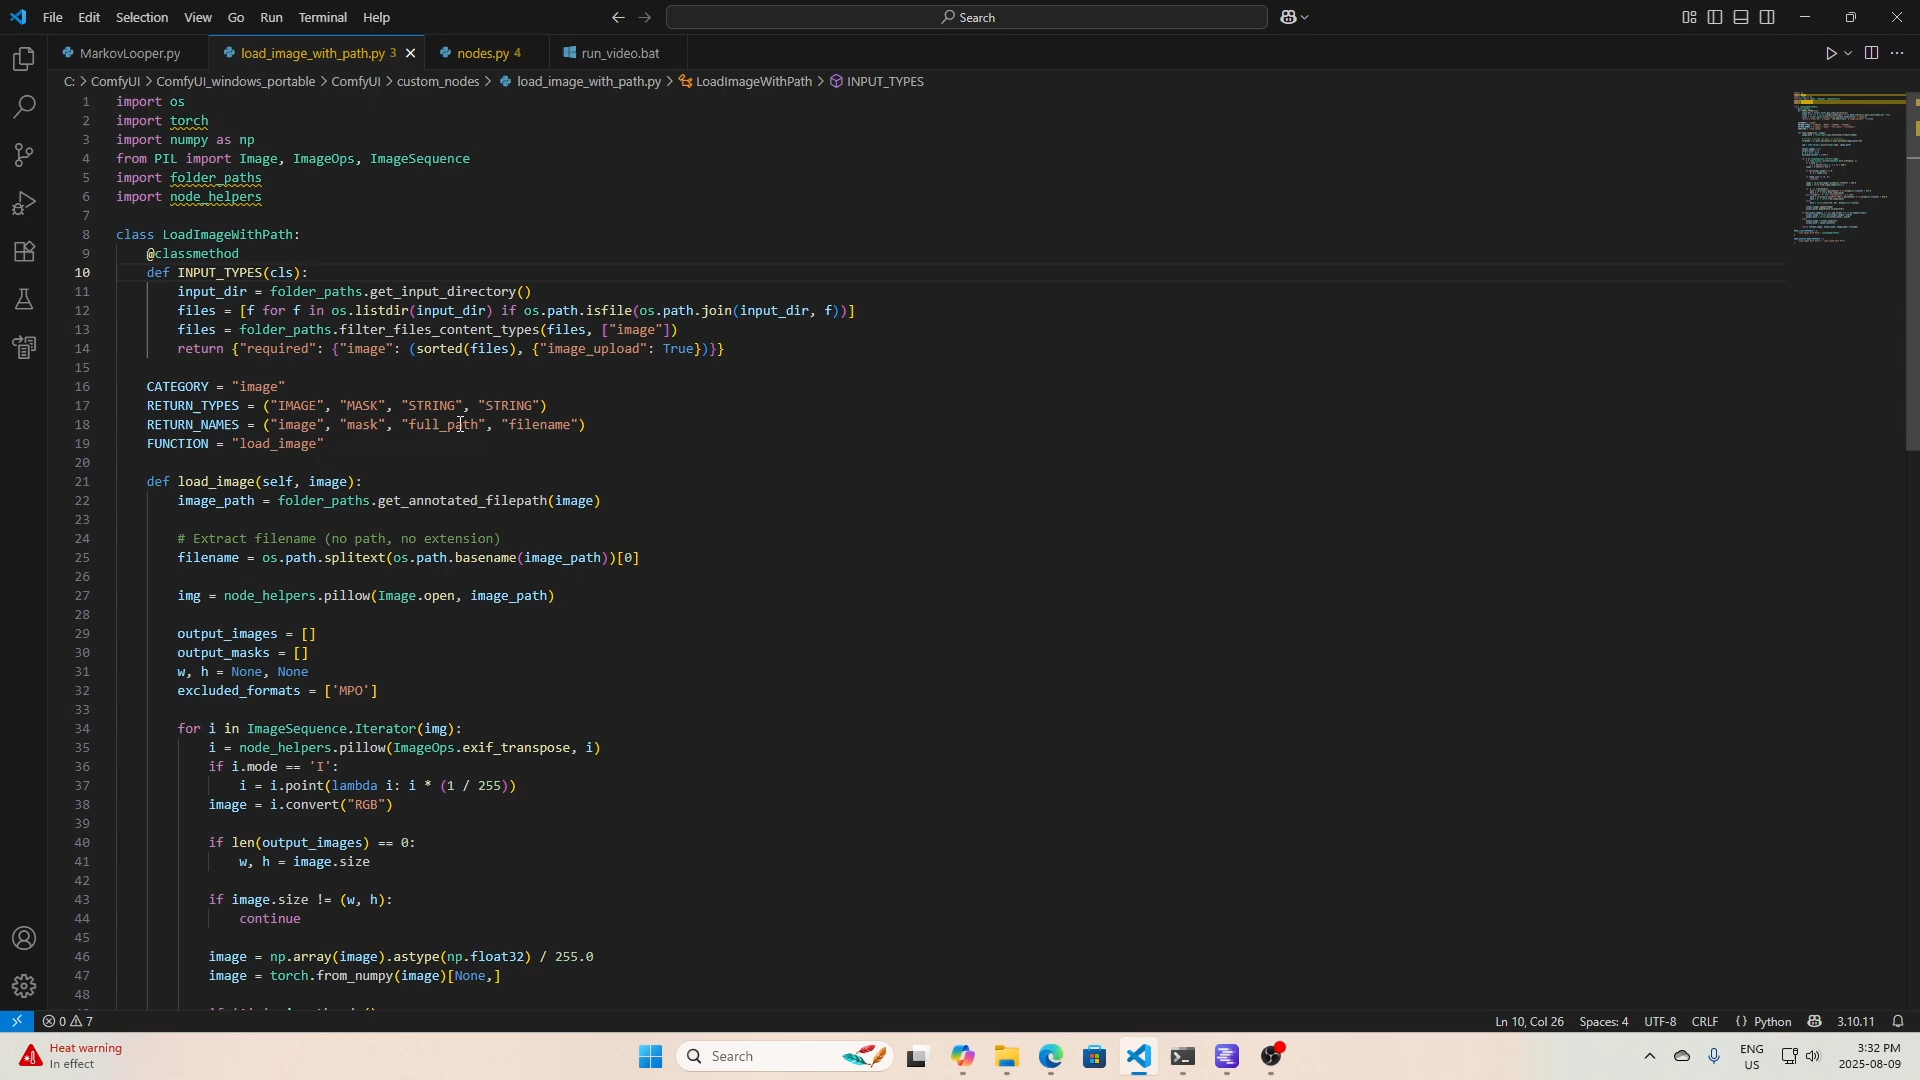 File Edit Selection View Go Run Terminal Help
Search
MarkovLooper.py load_image_with_path.py 3 nodes.py 4 run_video.bat
C: > ComfyUI > ComfyUI_windows_portable > ComfyUI > custom_nodes > load_image_with_path.py > LoadImageWithPath > INPUT_TYPES
1 import os
2 import torch
3 import numpy as np
4 from PIL import Image, ImageOps, ImageSequence
5 import folder_paths
6 import node_helpers
7
8 class LoadImageWithPath:
9 @classmethod
10 def INPUT_TYPES(cls):
11 input_dir = folder_paths.get_input_directory()
12 files = [f for f in os.listdir(input_dir) if os.path.isfile(os.path.join(input_dir, f))]
13 files = folder_paths.filter_files_content_types(files, ["image"])
14 return {"required": {"image": (sorted(files), {"image_upload": True})}}
15
16 CATEGORY = "image"
17 RETURN_TYPES = ("IMAGE", "MASK", "STRING", "STRING")
18 RETURN_NAMES = ("image", "mask", "full_path", "filename")
19 FUNCTION = "load_image"
20
21 def load_image(self, image):
22 image_path = folder_paths.get_annotated_filepath(image)
23
24 # Extract filename (no path, no extension)
25 filename = os.path.splitext(os.path.basename(image_path))[0]
26
27 img = node_helpers.pillow(Image.open, image_path)
28
29 output_images = []
30 output_masks = []
31 w, h = None, None
32 excluded_formats = ['MPO']
33
34 for i in ImageSequence.Iterator(img):
35 i = node_helpers.pillow(ImageOps.exif_transpose, i)
36 if i.mode == 'I':
37 i = i.point(lambda i: i * (1 / 255))
38 image = i.convert("RGB")
39
40 if len(output_images) == 0:
41 w, h = image.size
42
43 if image.size != (w, h):
44 continue
45
46 image = np.array(image).astype(np.float32) / 255.0
47 image = torch.from_numpy(image)[None,]
48
0 7 Ln 10, Col 26 Spaces: 4 UTF-8 CRLF {} Python 3.10.11
Heat warning
In effect
Search
ENG
US
3:32 PM
2025-08-09